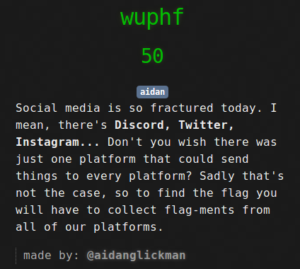 wuphf
50
aidan
Social media is so fractured today. I
mean, there's Discord, Twitter,
Instagram... Don't you wish there was
just one platform that could send
things to every platform? Sadly that's
not the case, so to find the flag you
will have to collect flag-ments from
all of our platforms.
made by: @aidanglickman